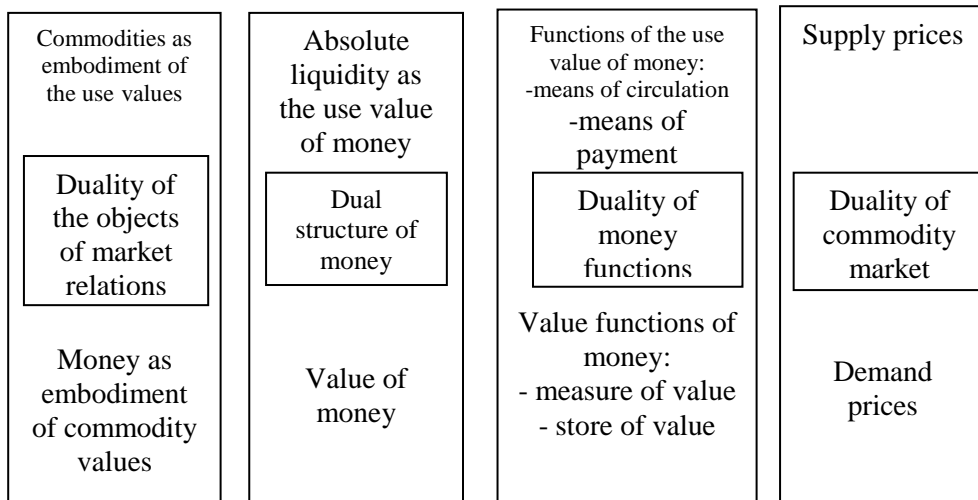 Commodities as
embodiment of
the use values
Duality of
the objects
of market
relations
Money as
embodiment
of commodity
values
Absolute
liquidity as
the use value
of money
Dual
structure of
money
Value of
money
Functions of the use
value of money:
-means of circulation
-means of
payment
Duality of
money
functions
Value functions of
money:
- measure of value
- store of value
Supply prices
Duality of
commodity
market
Demand
prices